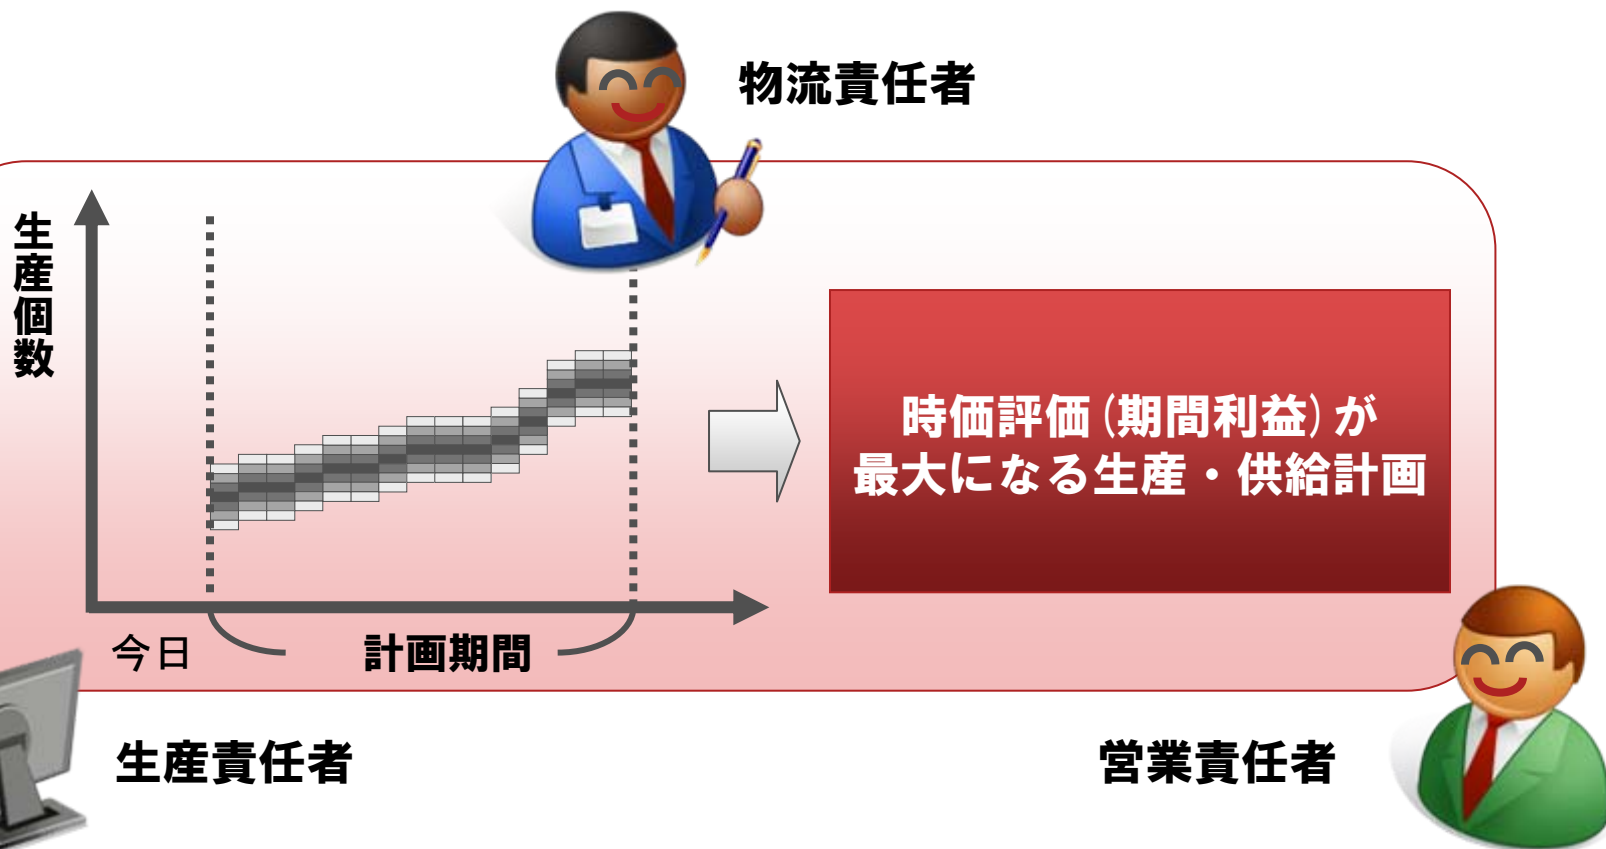 物流責任者
生産個数
時価評価(期間利益)が
最大になる生産・供給計画
今日
計画期間
生産責任者
営業責任者